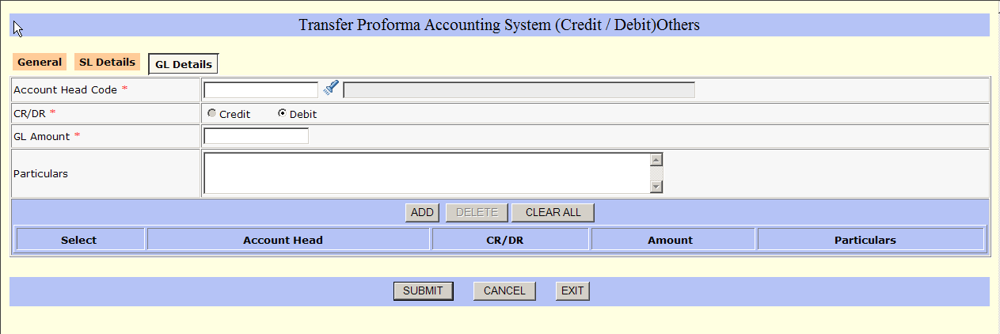 Transfer Proforma Accounting System (Credit / Debit)Others
General SL Details GL Details
Account Head Code *
CR/DR * Credit Debit
GL Amount *
Particulars
ADD DELETE CLEAR ALL
Select Account Head CR/DR Amount Particulars
SUBMIT CANCEL EXIT